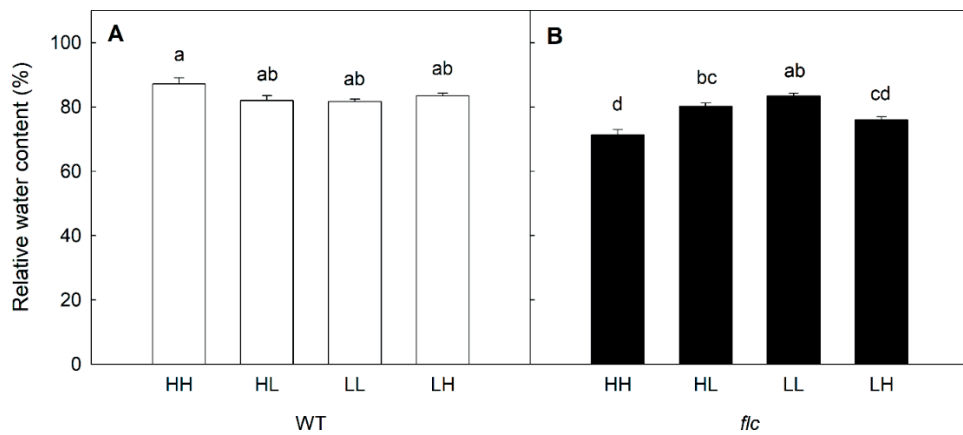 Relative water content (%)
100
80
60
40
20
0
A
a
ab
ab
ab
HH
HL
LL
LH
WT
B
d
bc
ab
cd
HH
HL
LL
LH
flc